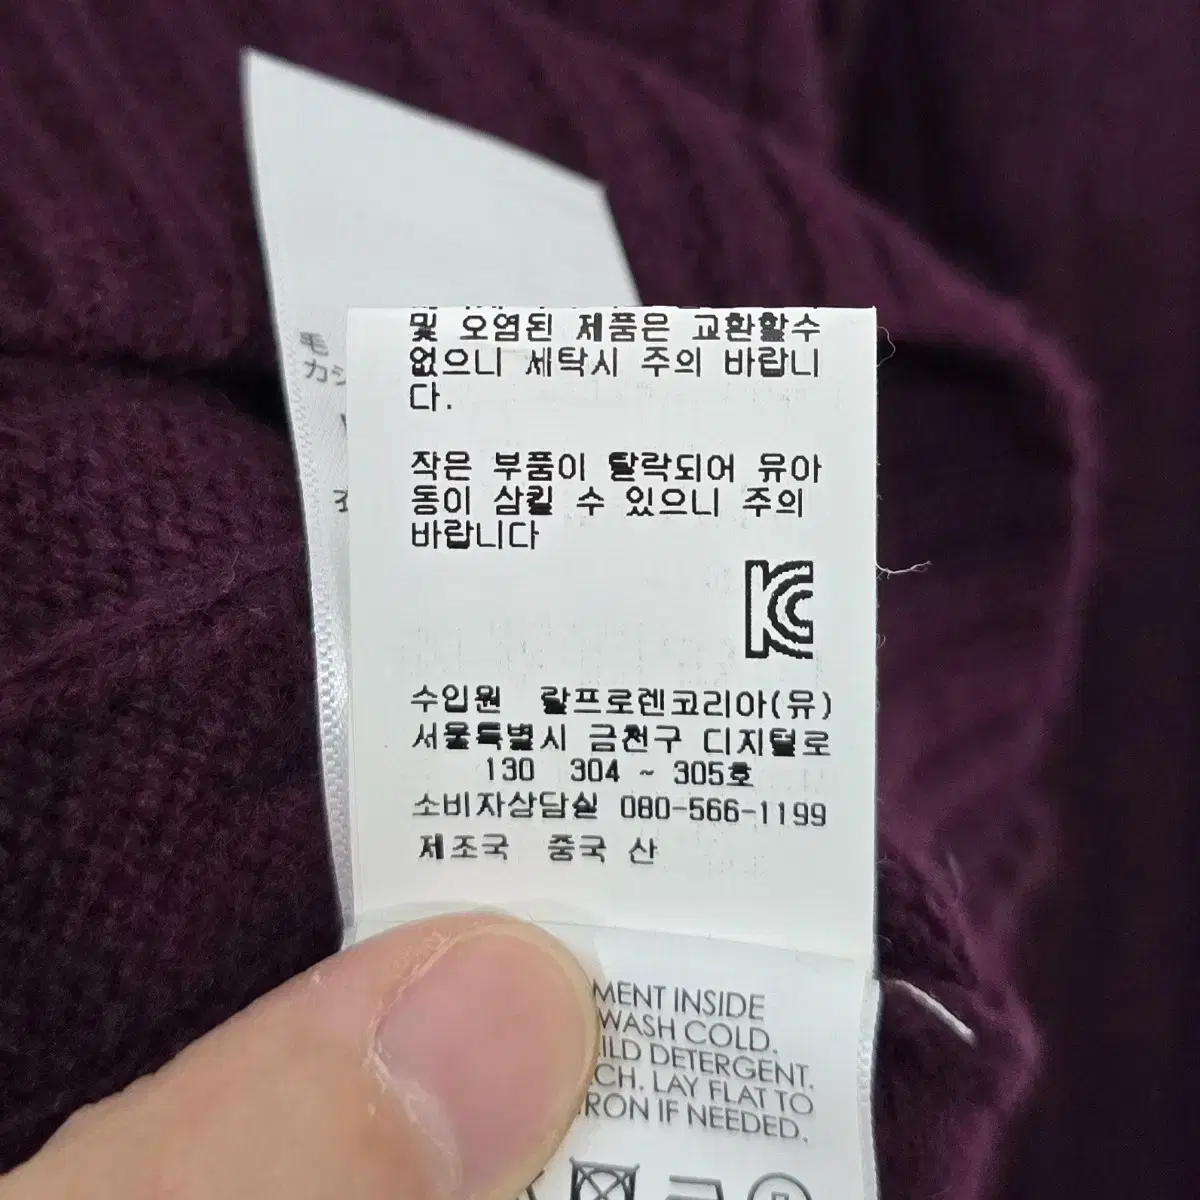 毛
カシ
및 오염된 제품은 교환할수
없으니 세탁시 주의 바랍니
다.
작은 부품이 탈락되어 유아
동이 삼킬 수 있으니 주의
바랍니다
KC
수입원 랄프로렌코리아(유)
서울특별시 금천구 디지털로
130 304 ~ 305호
소비자상담실 080-566-1199
제조국 중국 산
MENT INSIDE
WASH COLD.
ILD DETERGENT.
CH. LAY FLAT TO
IRON IF NEEDED.